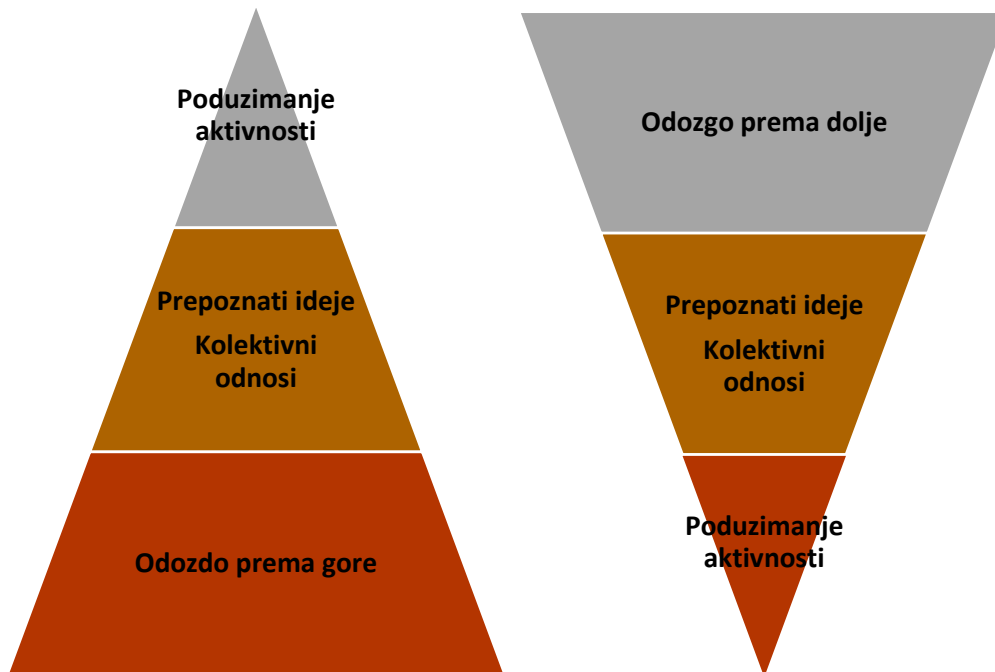 Poduzimanje
aktivnosti
Prepoznati ideje
Kolektivni
odnosi
Odozdo prema gore
Odozgo prema dolje
Prepoznati ideje
Kolektivni
odnosi
Poduzimanje
aktivnosti